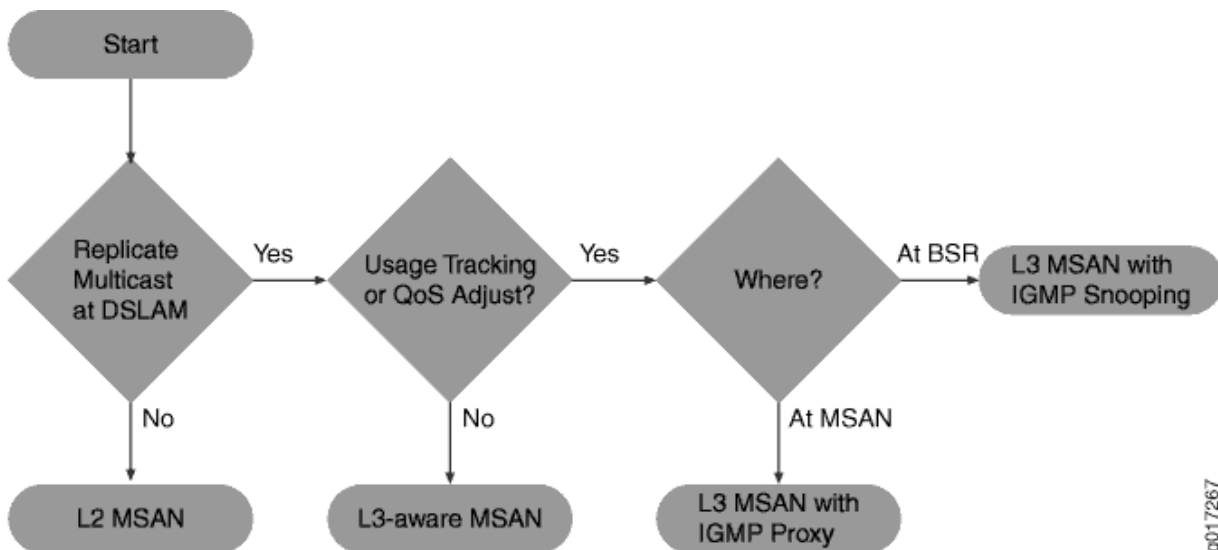 Start
Replicate
Multicast
at DSLAM
Yes
Usage Tracking
or QoS Adjust?
Yes
Where?
At BSR
L3 MSAN with
IGMP Snooping
No
No
At MSAN
L2 MSAN
L3-aware MSAN
L3 MSAN with
IGMP Proxy
g017267